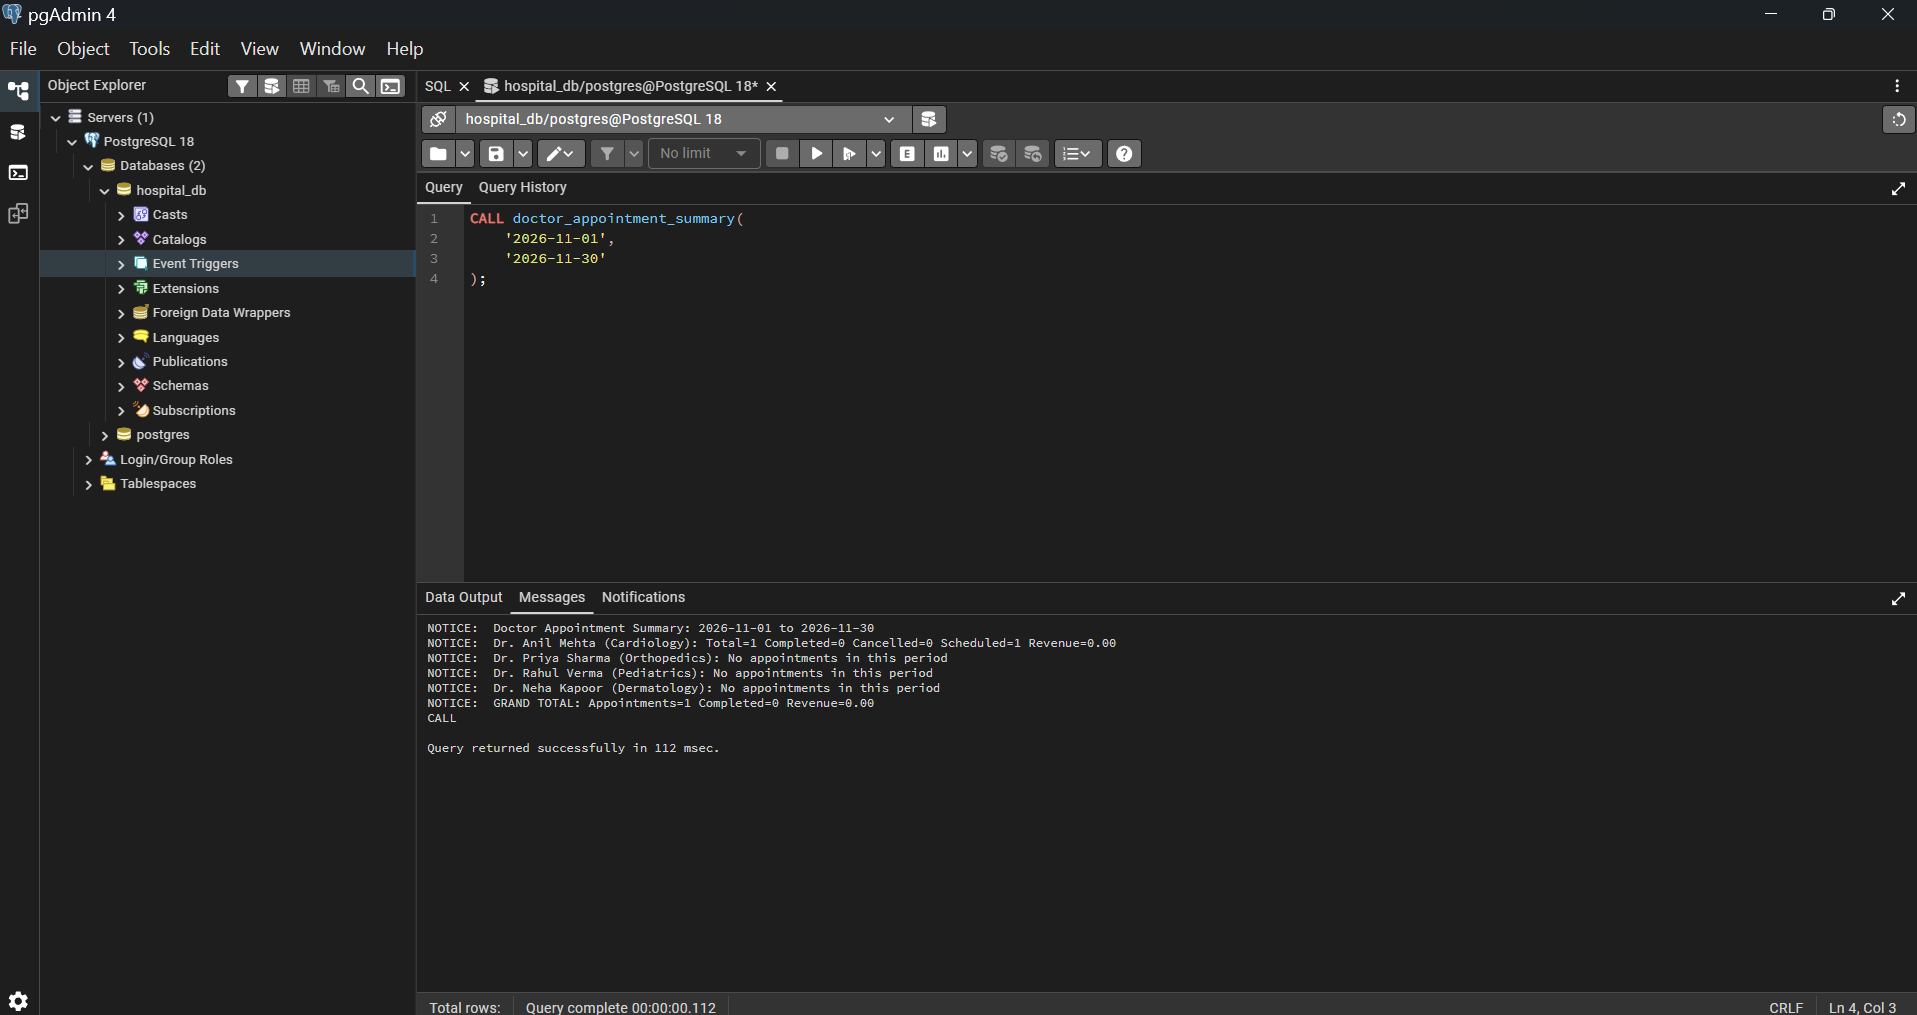 pgAdmin 4
File Object Tools Edit View Window Help
Object Explorer
SQL
hospital_db/postgres@PostgreSQL 18*
Servers (1)
PostgreSQL 18
Databases (2)
hospital_db
Casts
Catalogs
Event Triggers
Extensions
Foreign Data Wrappers
Languages
Publications
Schemas
Subscriptions
postgres
Login/Group Roles
Tablespaces
hospital_db/postgres@PostgreSQL 18
No limit
E
Query Query History
1 CALL doctor_appointment_summary(
2 '2026-11-01',
3 '2026-11-30'
4 );
Data Output Messages Notifications
NOTICE: Doctor Appointment Summary: 2026-11-01 to 2026-11-30
NOTICE: Dr. Anil Mehta (Cardiology): Total=1 Completed=0 Cancelled=0 Scheduled=1 Revenue=0.00
NOTICE: Dr. Priya Sharma (Orthopedics): No appointments in this period
NOTICE: Dr. Rahul Verma (Pediatrics): No appointments in this period
NOTICE: Dr. Neha Kapoor (Dermatology): No appointments in this period
NOTICE: GRAND TOTAL: Appointments=1 Completed=0 Revenue=0.00
CALL
Query returned successfully in 112 msec.
Total rows: Query complete 00:00:00.112 CRLF Ln 4, Col 3